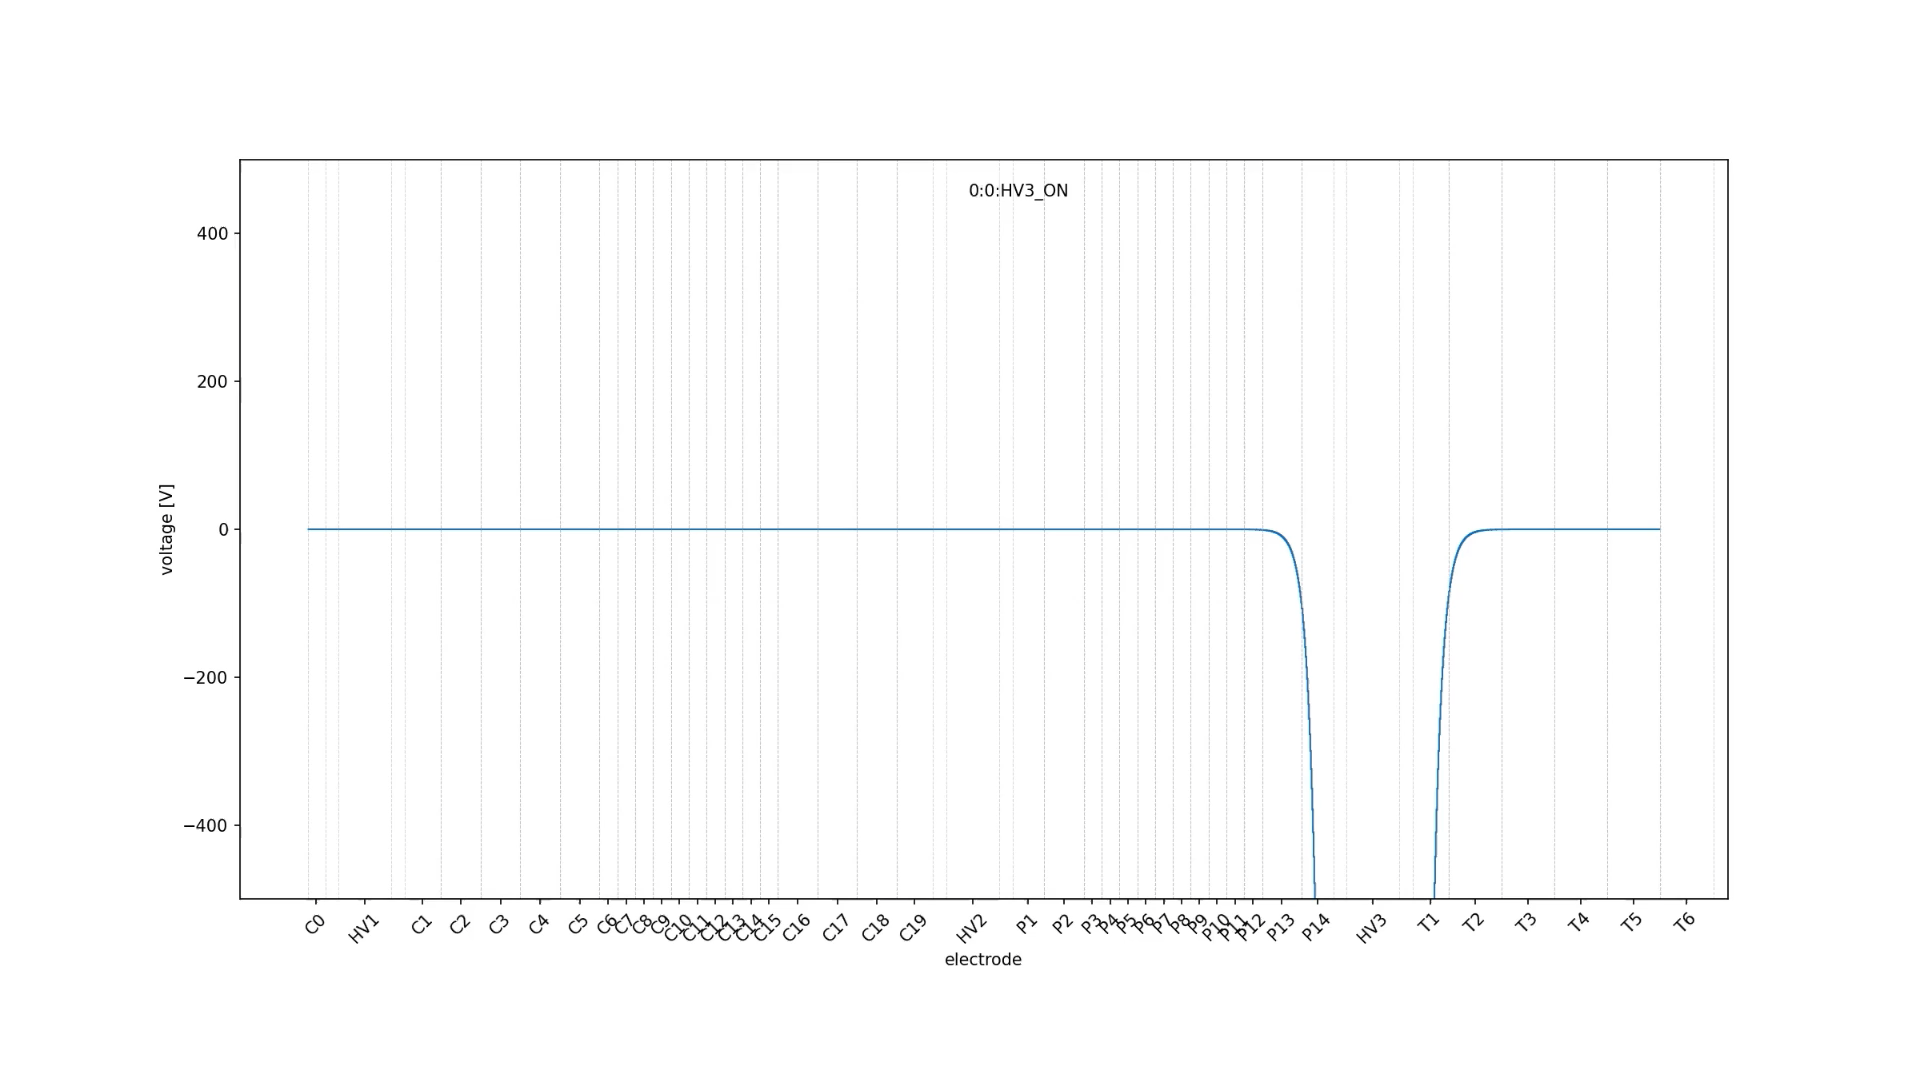 0:0:HV3_ON
400
200
0
−200
−400
voltage [V]
C0 HV1 C1 C2 C3 C4 C5 C6 C7 C8 C9 C10 C11 C12 C13 C14 C15 C16 C17 C18 C19 HV2 P1 P2 P3 P4 P5 P6 P7 P8 P9 P10 P11 P12 P13 P14 HV3 T1 T2 T3 T4 T5 T6
electrode